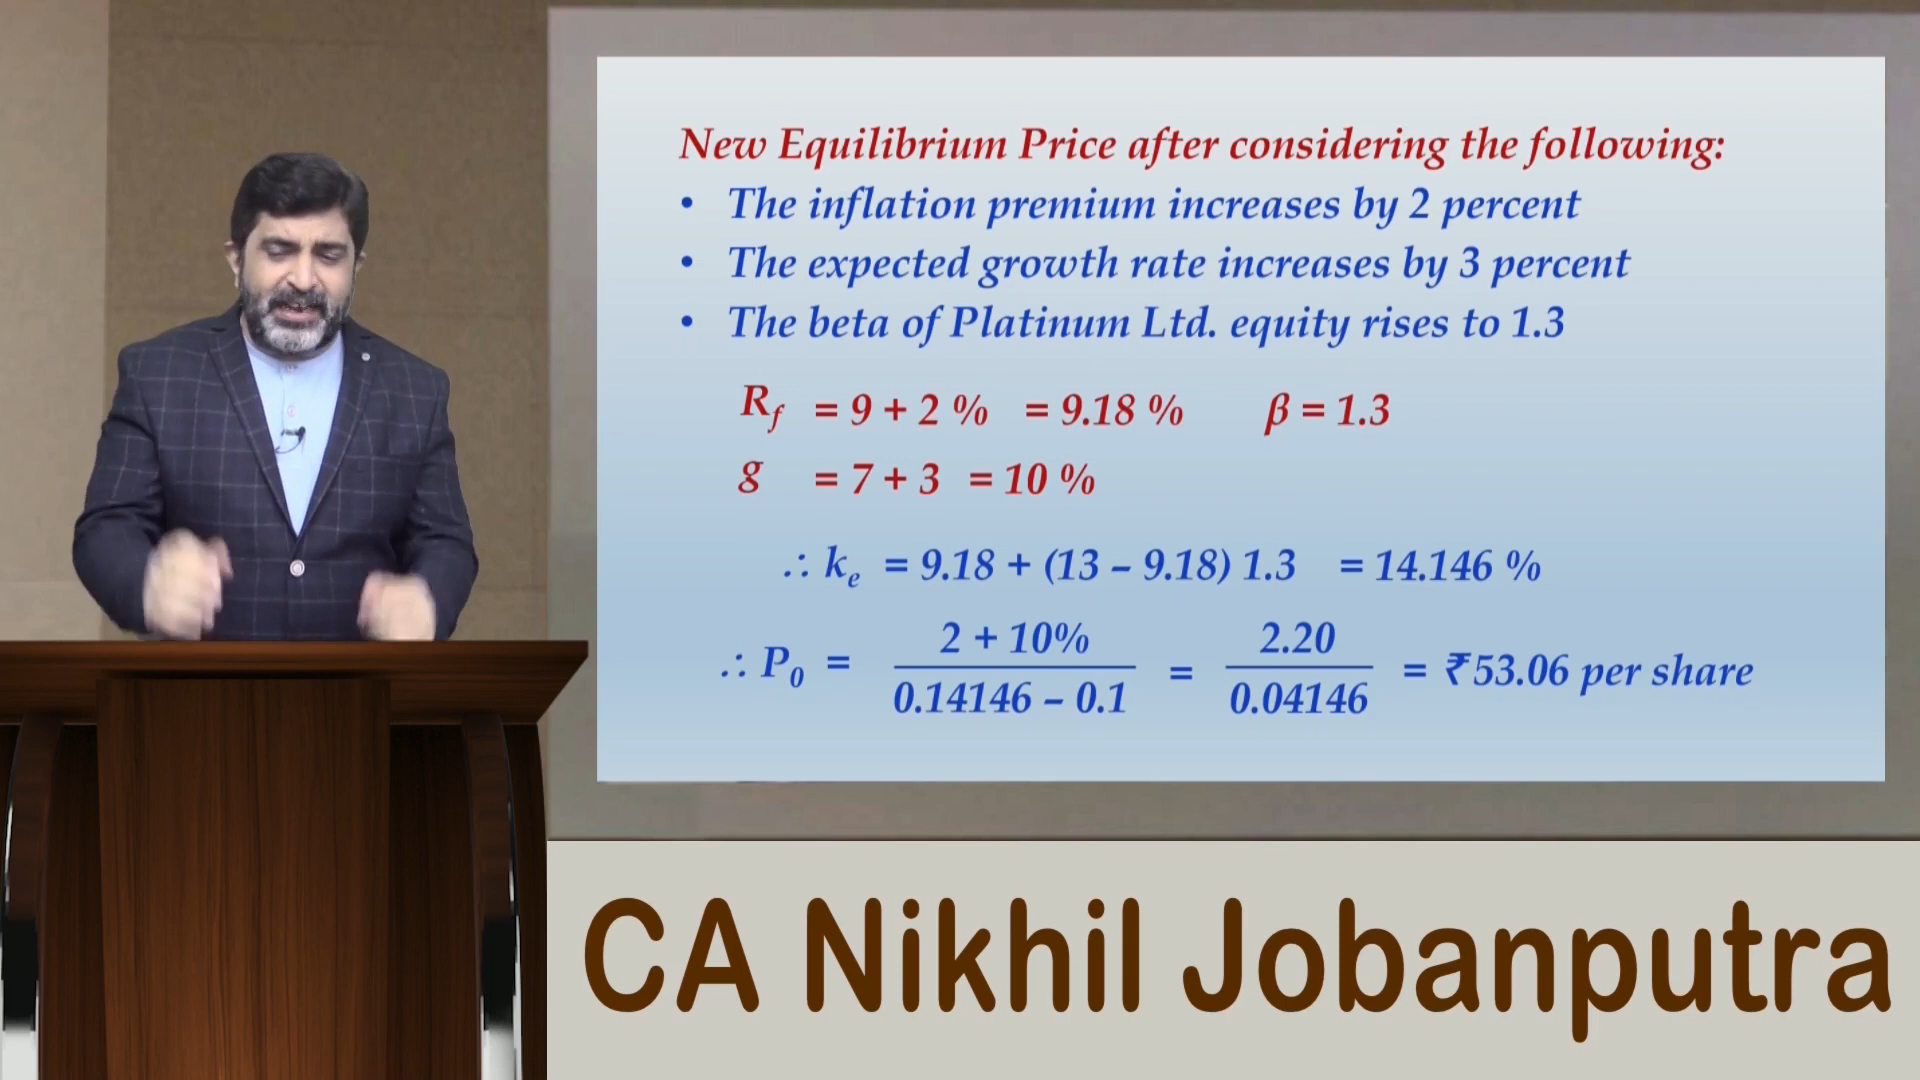 New Equilibrium Price after considering the following:
• The inflation premium increases by 2 percent
• The expected growth rate increases by 3 percent
• The beta of Platinum Ltd. equity rises to 1.3
Rf = 9 + 2 % = 9.18 % β = 1.3
g = 7 + 3 = 10 %
∴ ke = 9.18 + (13 – 9.18) 1.3 = 14.146 %
2 + 10% 2.20
∴ P0 = = = ₹53.06 per share
0.14146 – 0.1 0.04146
CA Nikhil Jobanputra